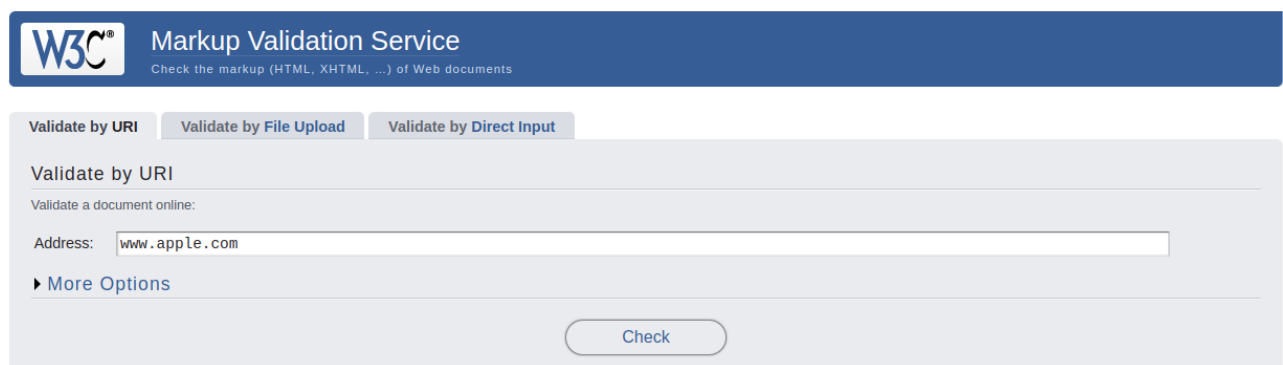 W3C®
Markup Validation Service
Check the markup (HTML, XHTML, …) of Web documents
Validate by URI Validate by File Upload Validate by Direct Input
Validate by URI
Validate a document online:
Address: www.apple.com
More Options
Check